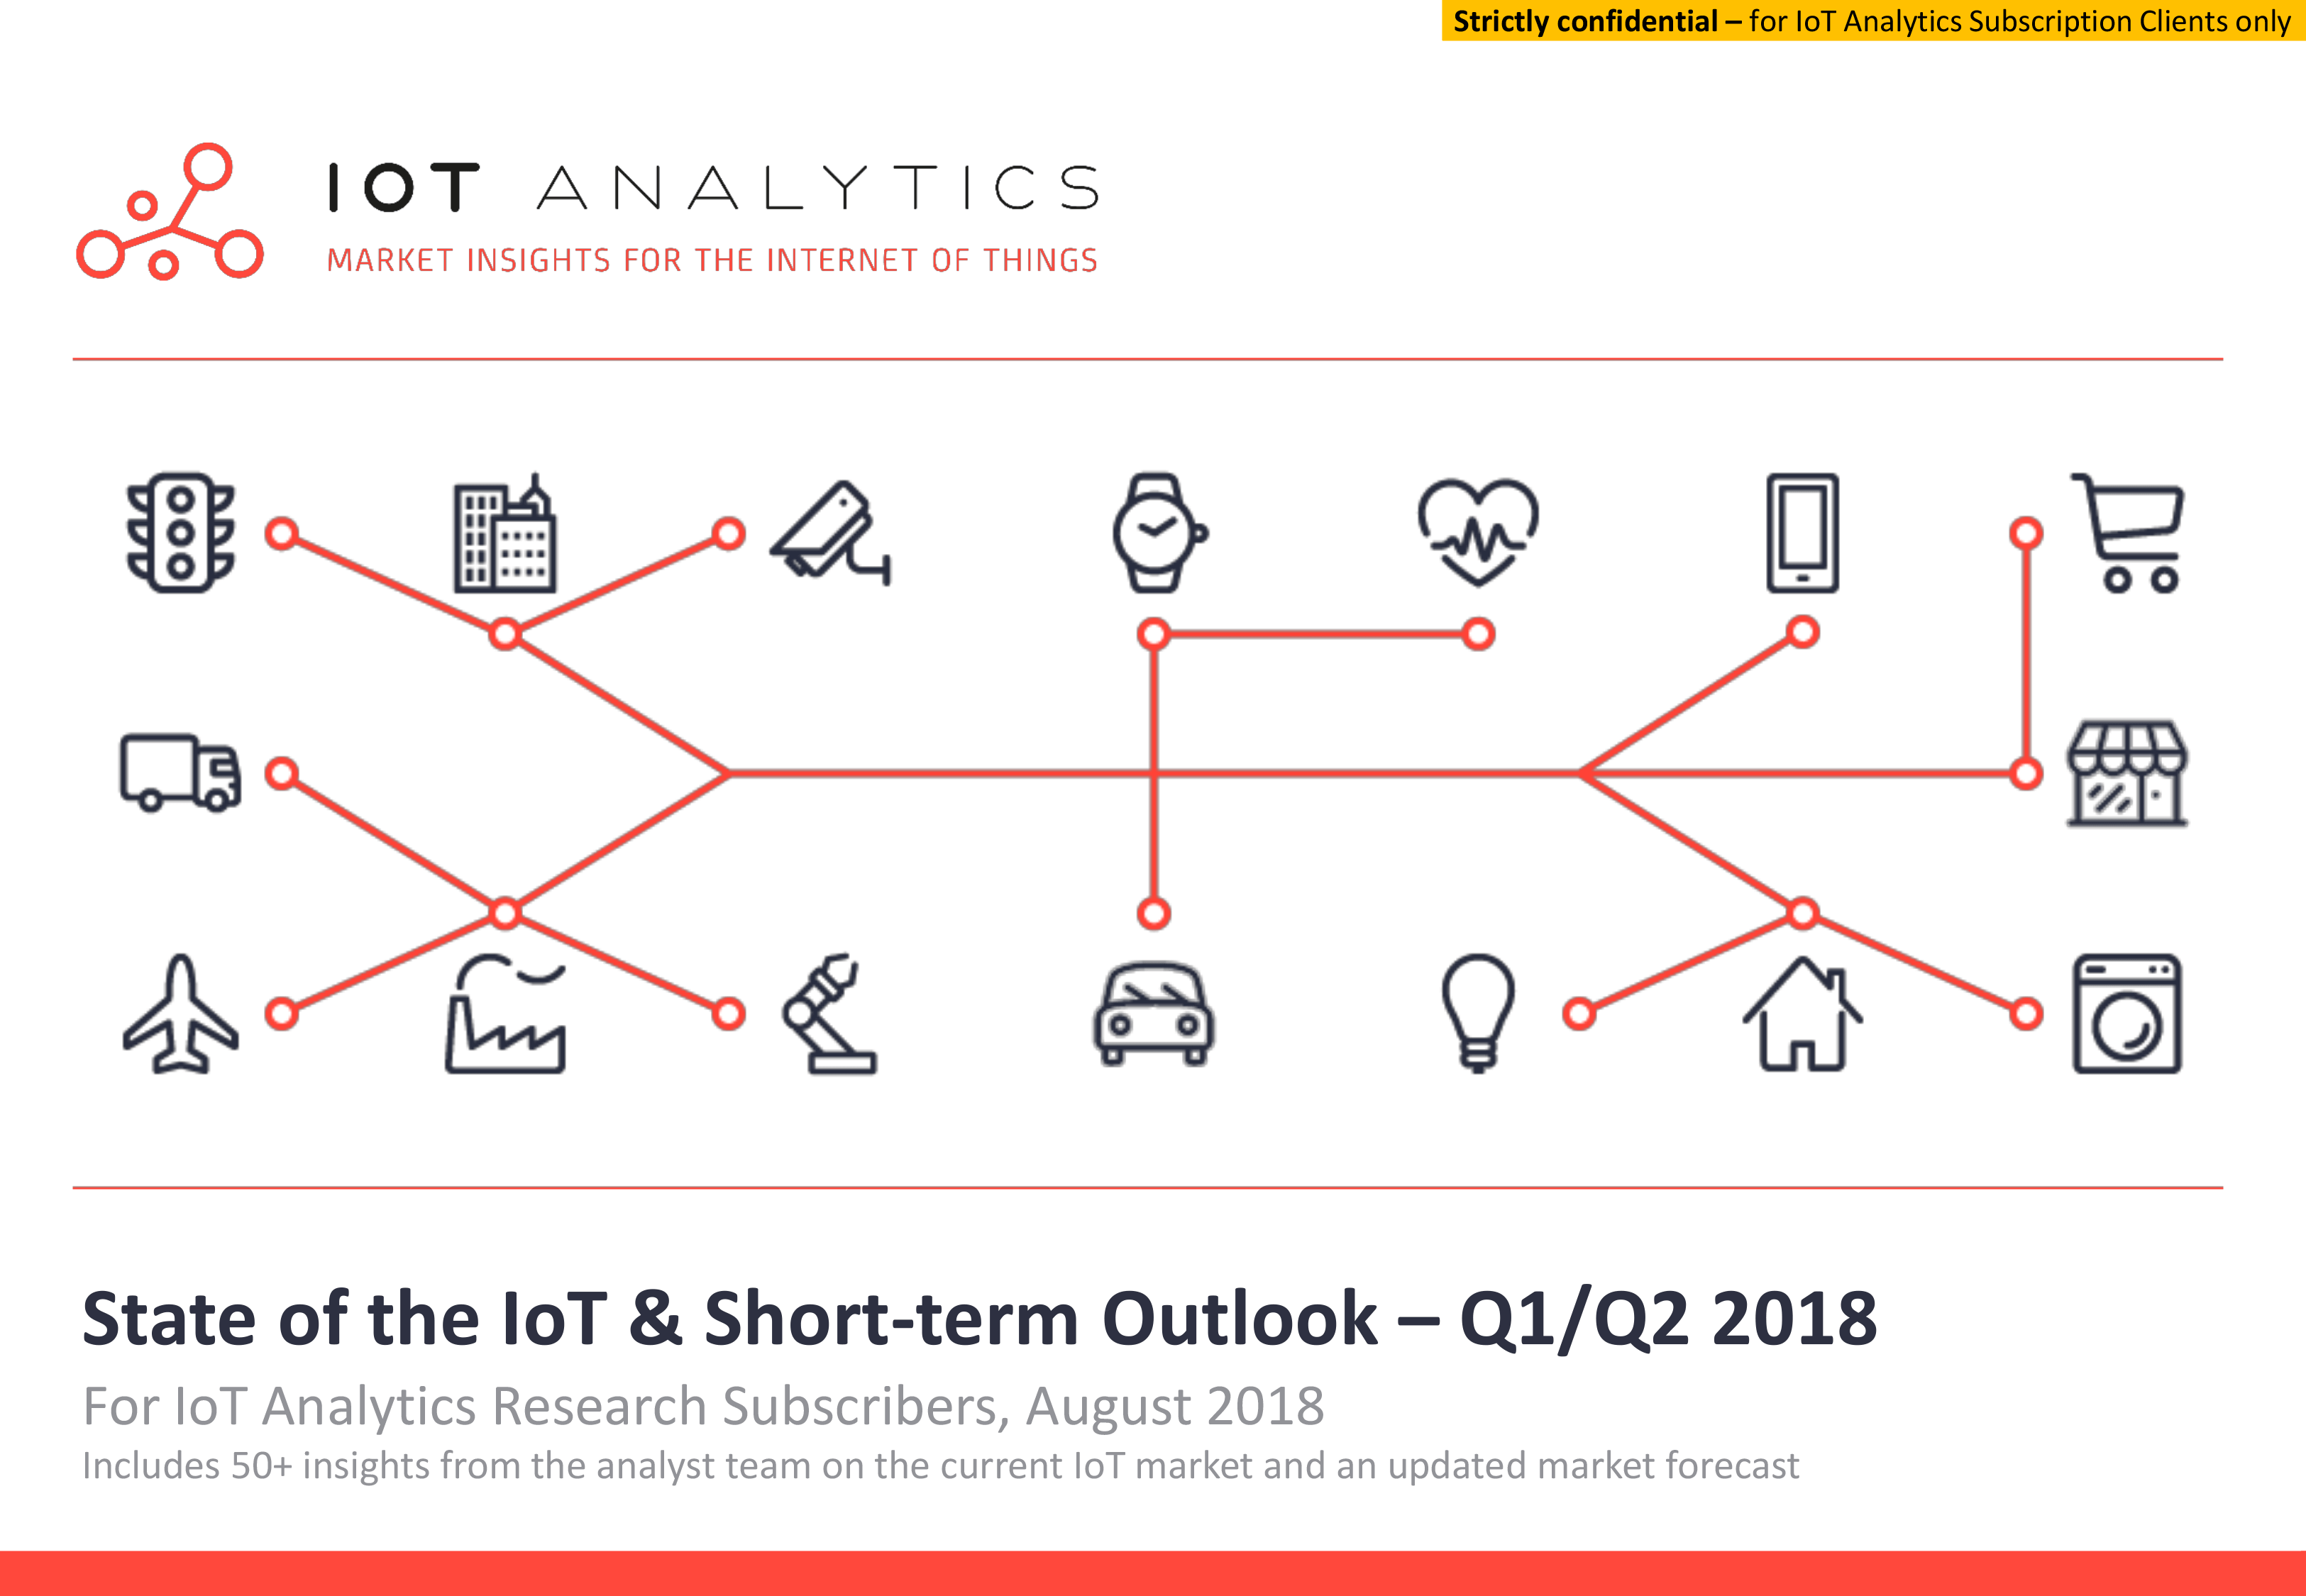 Strictly confidential – for IoT Analytics Subscription Clients only
IOT ANALYTICS
MARKET INSIGHTS FOR THE INTERNET OF THINGS
State of the IoT & Short-term Outlook – Q1/Q2 2018
For IoT Analytics Research Subscribers, August 2018
Includes 50+ insights from the analyst team on the current IoT market and an updated market forecast